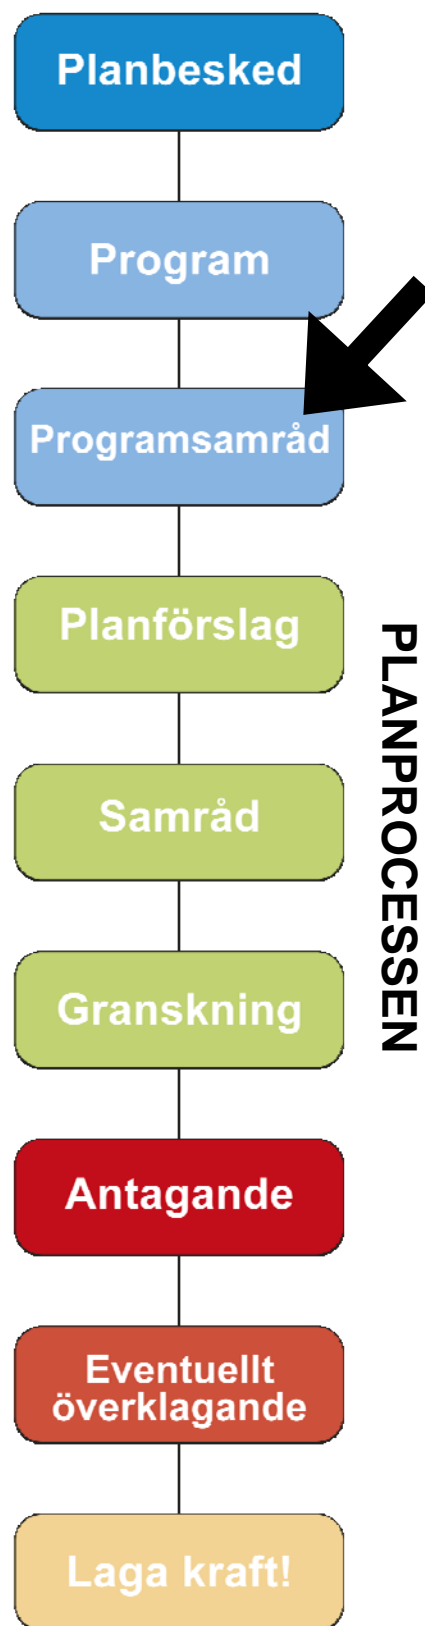 Planbesked
Program
Programsamråd
Planförslag
Samråd
Granskning
Antagande
Eventuellt
överklagande
Laga kraft!
PLANPROCESSEN